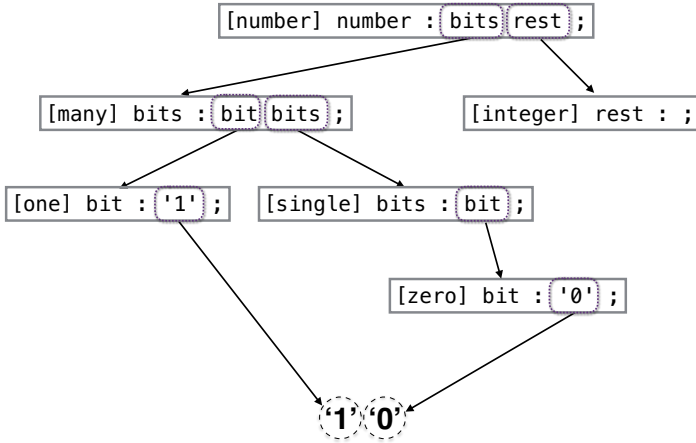 [number] number : bits rest ;
[many] bits : bit bits ;
[integer] rest : ;
[one] bit : '1' ;
[single] bits : bit ;
[zero] bit : '0' ;
‘1’ ‘0’